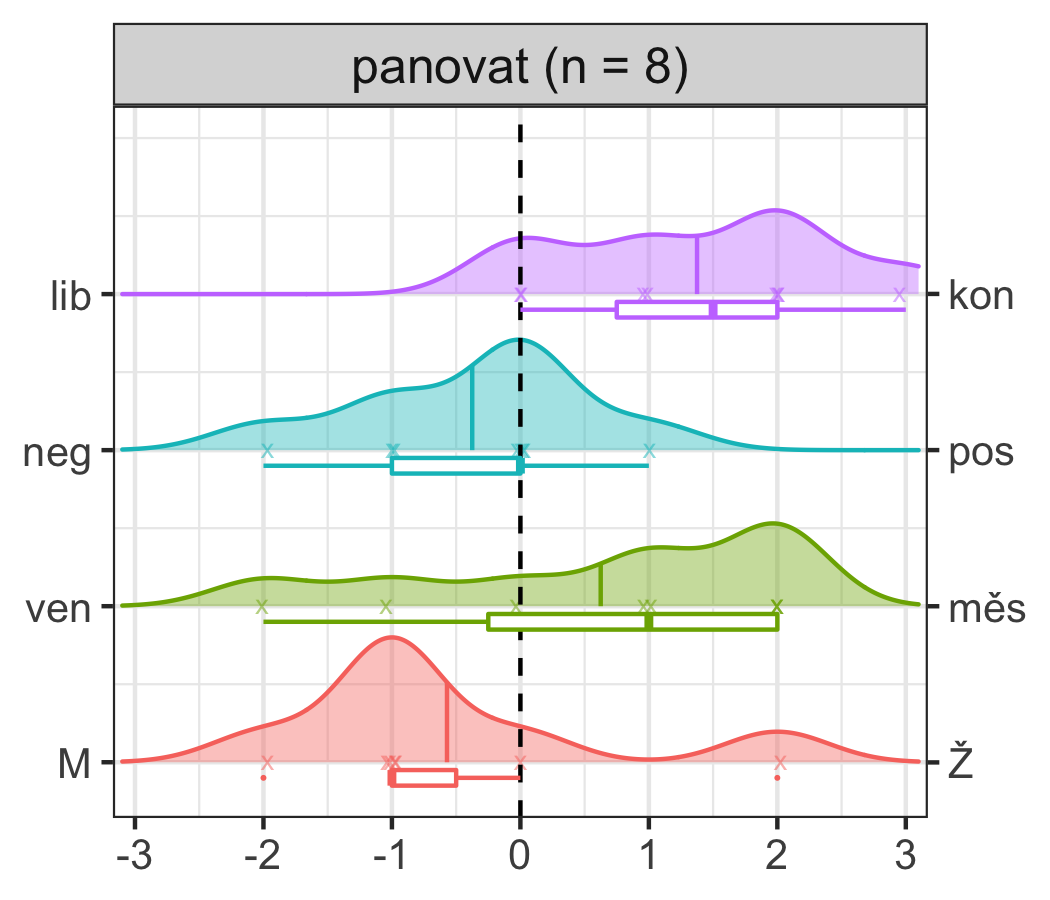 panovat (n = 8)
lib kon
neg pos
ven měs
M Ž
-3 -2 -1 0 1 2 3